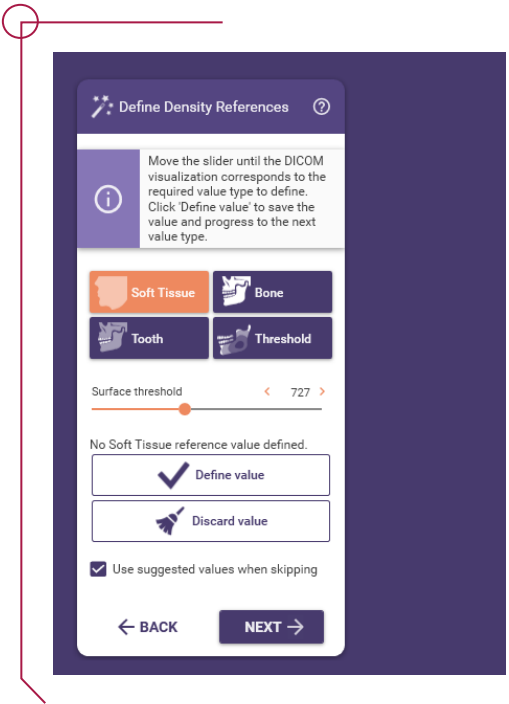 Define Density References
Move the slider until the DICOM
visualization corresponds to the
required value type to define.
Click 'Define value' to save the
value and progress to the next
value type.
Soft Tissue
Bone
Tooth
Threshold
Surface threshold
727
No Soft Tissue reference value defined.
Define value
Discard value
Use suggested values when skipping
BACK
NEXT